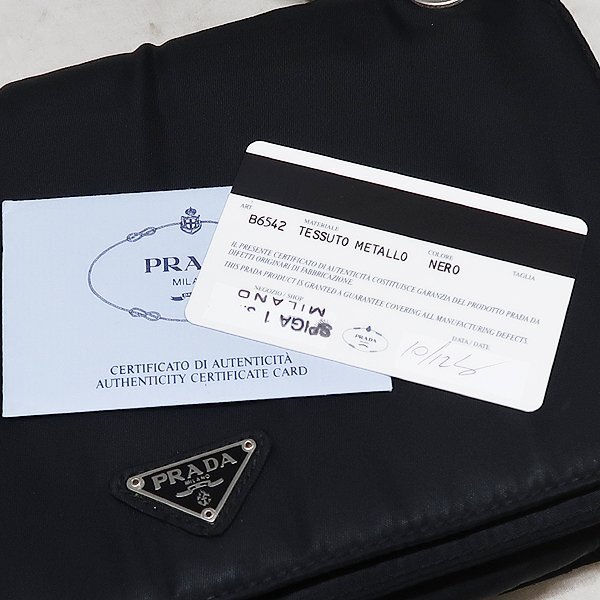 PRADA
MILANO
CERTIFICATO DI AUTENTICITÀ
AUTHENTICITY CERTIFICATE CARD
ART
B6542
MATERIALE
TESSUTO METALLO
COLORE
NERO
TAGLIA
IL PRESENTE CERTIFICATO DI AUTENTICITÀ COSTITUISCE GARANZIA DEL PRODOTTO PRADA DA
DIFETTI ORIGINARI DI FABBRICAZIONE.
THIS PRADA PRODUCT IS GRANTED A GUARANTEE COVERING ALL MANUFACTURING DEFECTS.
NEGOZIO / SHOP
SPIGA 1
MILANO
PRADA
DATA / DATE
PRADA
MILANO